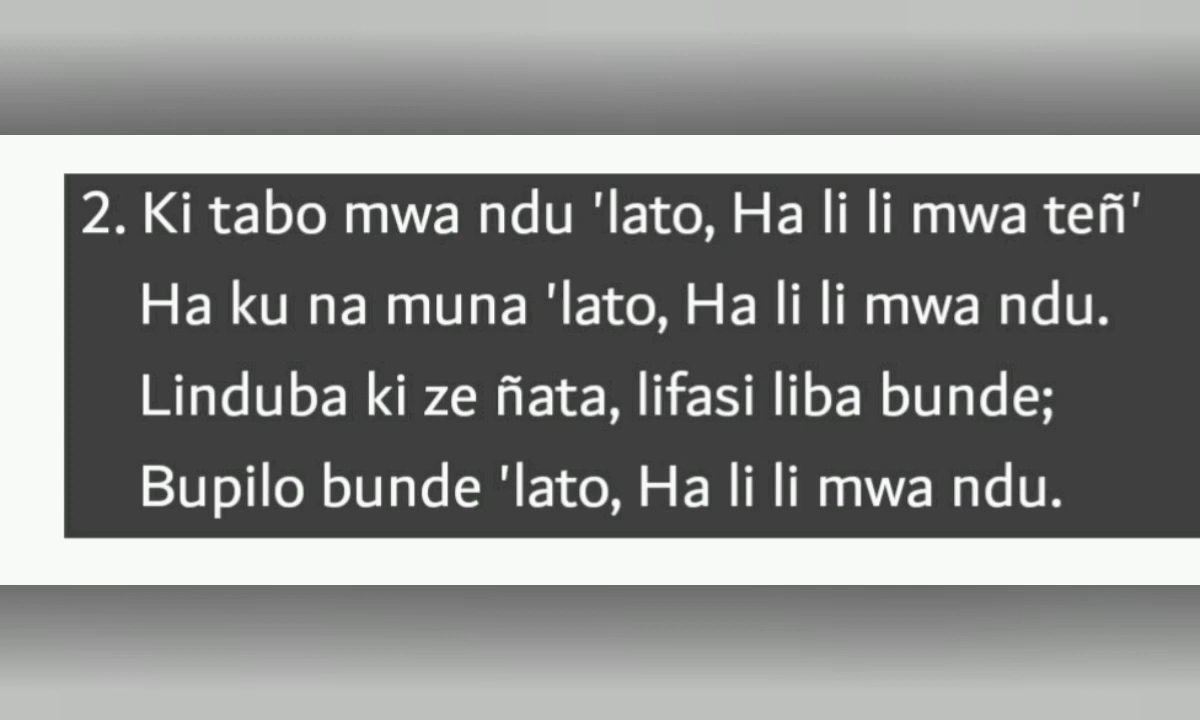 2. Ki tabo mwa ndu 'lato, Ha li li mwa teñ'
Ha ku na muna 'lato, Ha li li mwa ndu.
Linduba ki ze ñata, lifasi liba bunde;
Bupilo bunde 'lato, Ha li li mwa ndu.